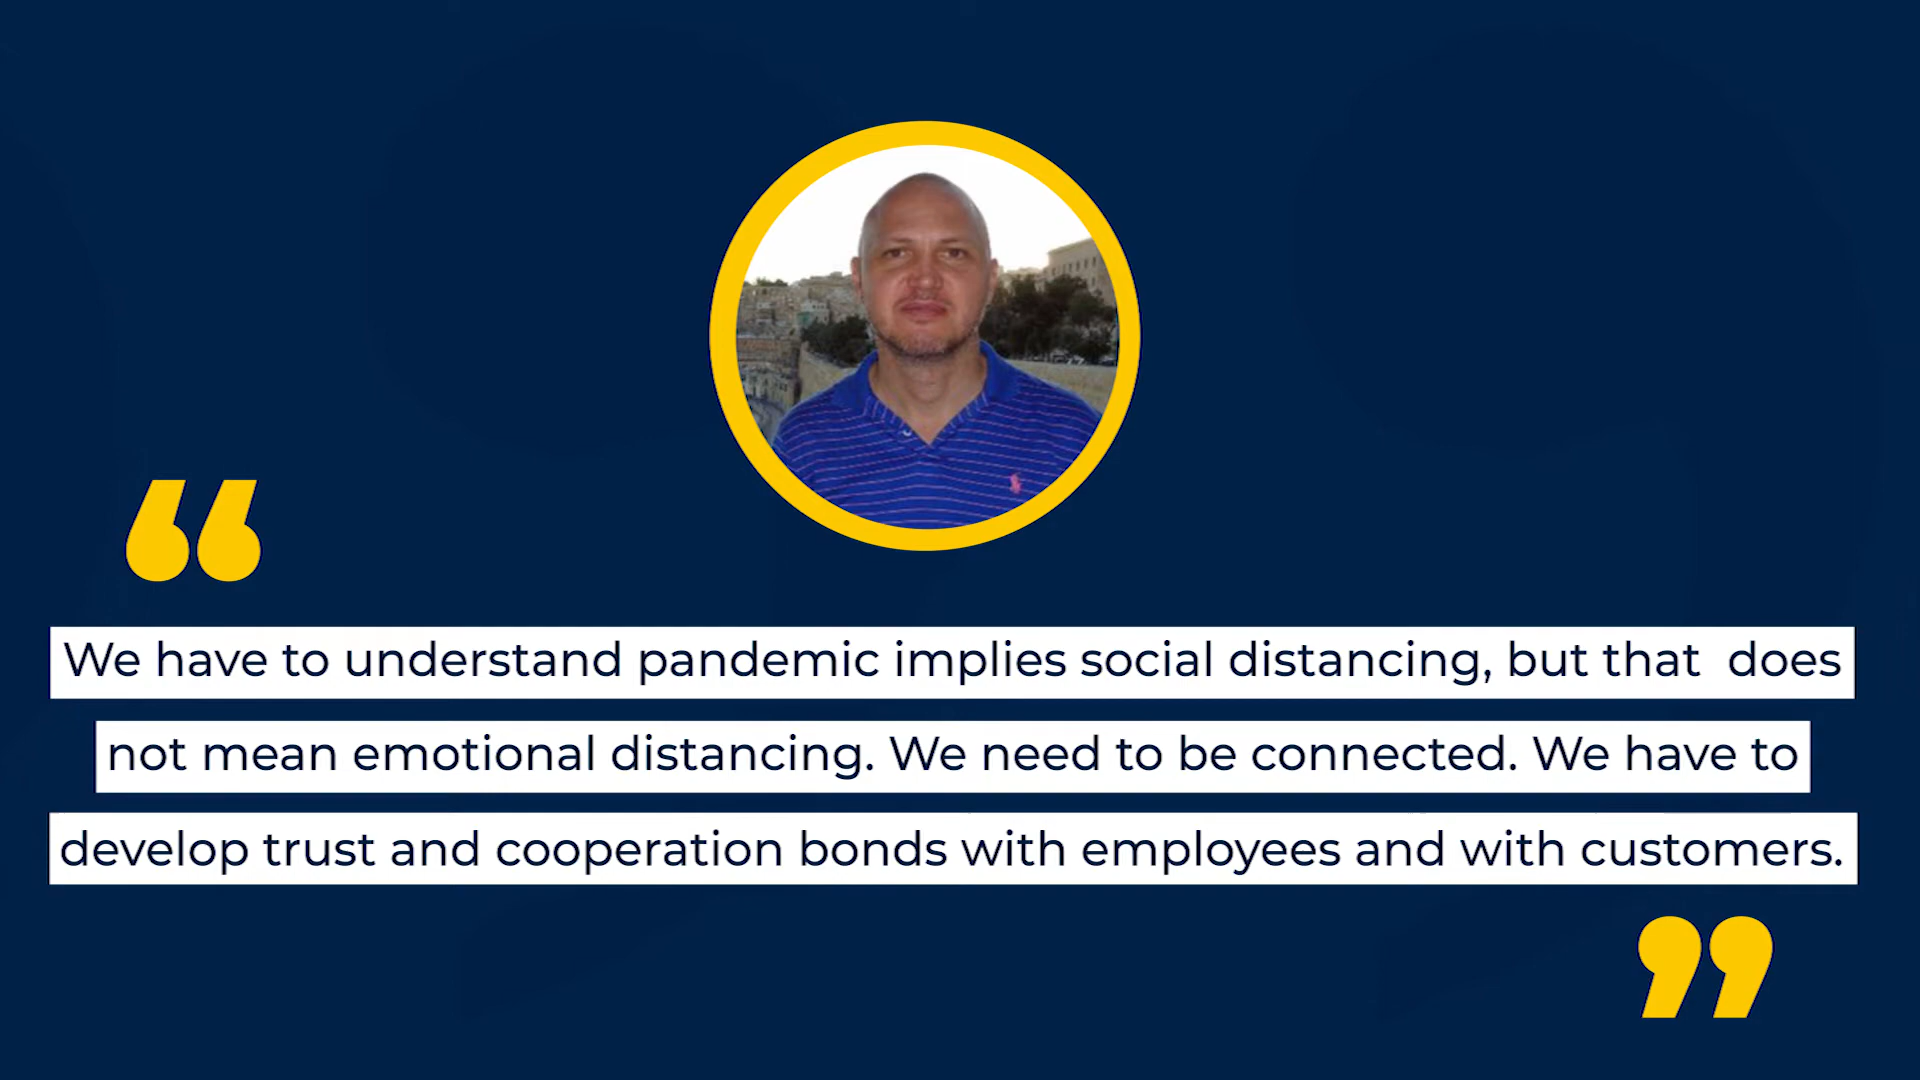 “
We have to understand pandemic implies social distancing, but that  does
not mean emotional distancing. We need to be connected. We have to
develop trust and cooperation bonds with employees and with customers.
”